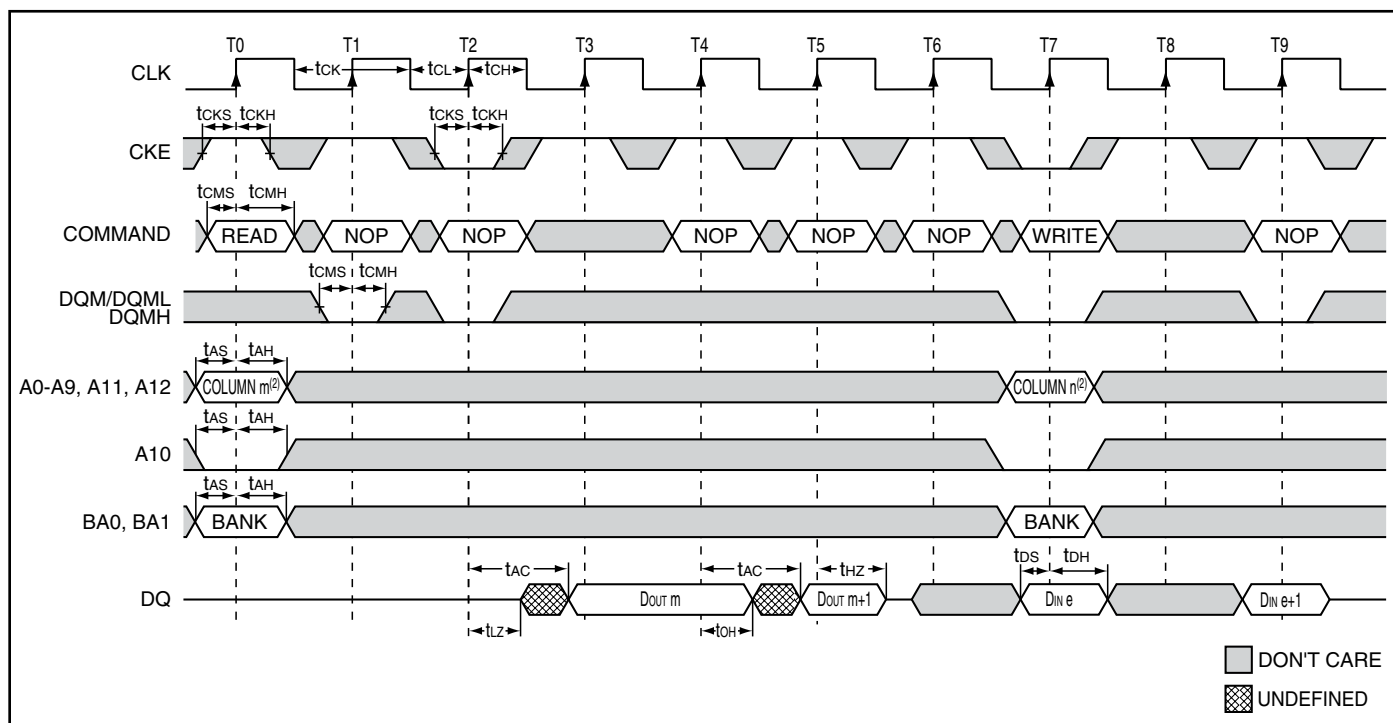 T0 T1 T2 T3 T4 T5 T6 T7 T8 T9
CLK tCK tCL tCH
tCKS tCKH tCKS tCKH
CKE
tCMS tCMH
COMMAND READ NOP NOP NOP NOP NOP WRITE NOP
tCMS tCMH
DQM/DQML
DQMH
tAS tAH
A0-A9, A11, A12 COLUMN m(2) COLUMN n(2)
tAS tAH
A10
tAS tAH
BA0, BA1 BANK BANK
tAC tAC tHZ tDS tDH
DQ DOUT m DOUT m+1 DIN e DIN e+1
tLZ tOH
DON'T CARE
UNDEFINED